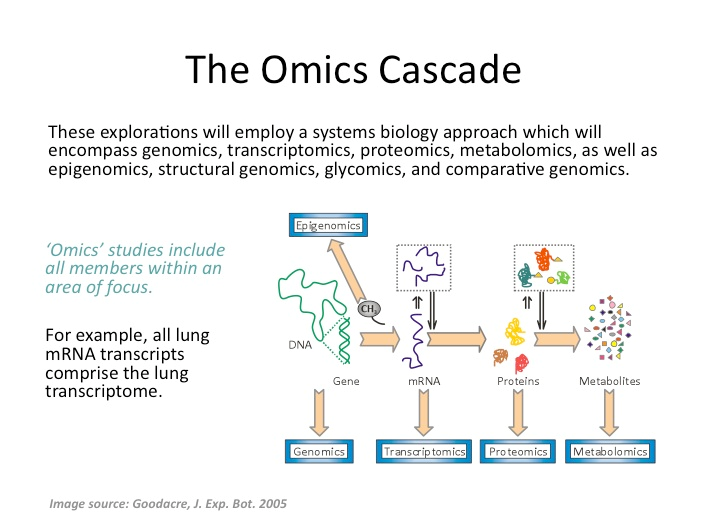 The Omics Cascade
These explorations will employ a systems biology approach which will
encompass genomics, transcriptomics, proteomics, metabolomics, as well as
epigenomics, structural genomics, glycomics, and comparative genomics.
‘Omics’ studies include
all members within an
area of focus.
For example, all lung
mRNA transcripts
comprise the lung
transcriptome.
Epigenomics
CH₃
DNA
Gene
mRNA
Proteins
Metabolites
Genomics
Transcriptomics
Proteomics
Metabolomics
Image source: Goodacre, J. Exp. Bot. 2005